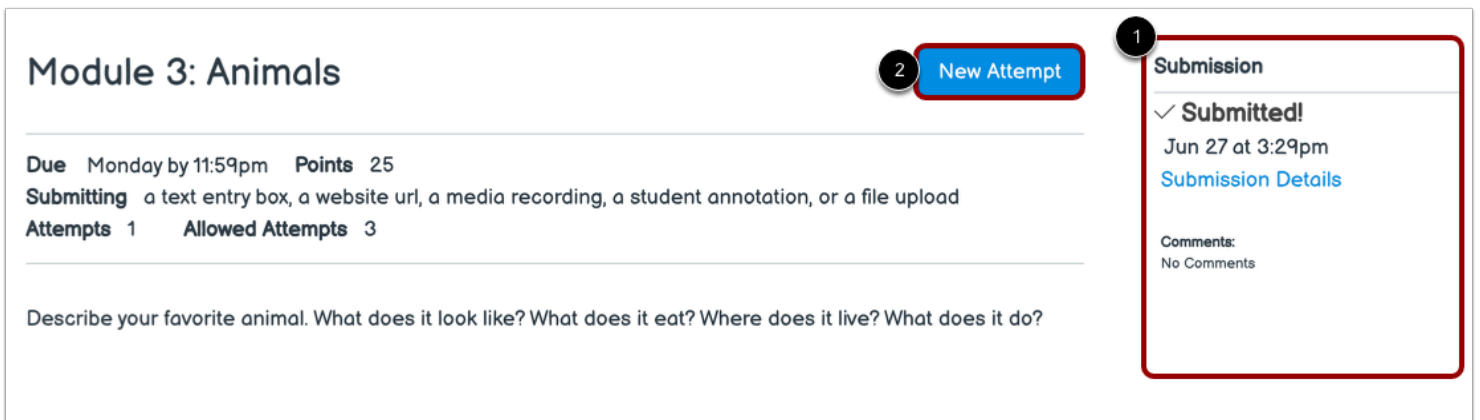 Module 3: Animals
2 New Attempt
Due Monday by 11:59pm Points 25
Submitting a text entry box, a website url, a media recording, a student annotation, or a file upload
Attempts 1 Allowed Attempts 3
Describe your favorite animal. What does it look like? What does it eat? Where does it live? What does it do?
1
Submission
Submitted!
Jun 27 at 3:29pm
Submission Details
Comments:
No Comments